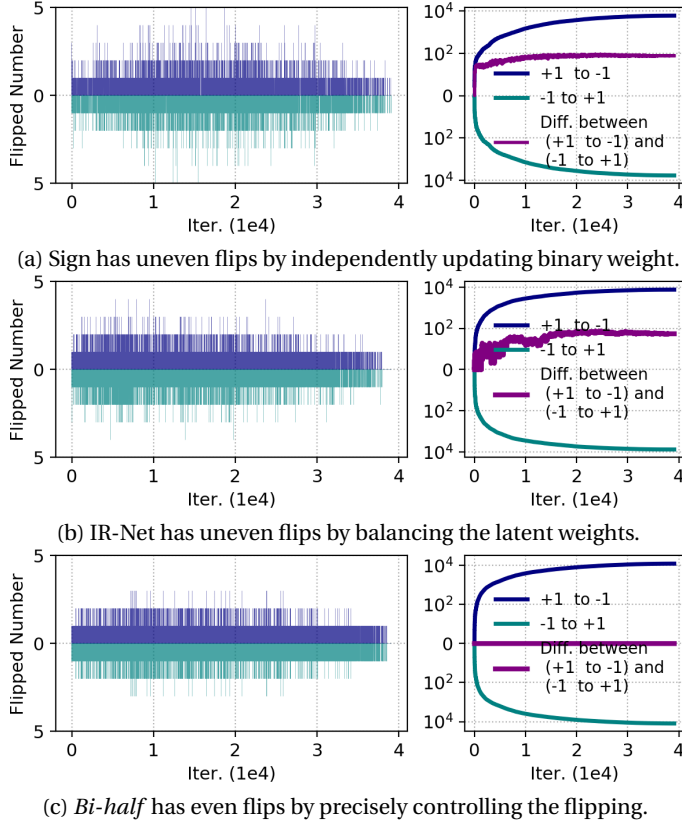 5
0
5
Flipped Number
0
1
2
3
4
Iter. (1e4)
10^4
10^2
0
10^2
10^4
+1 to -1
-1 to +1
Diff. between
(+1 to -1) and
(-1 to +1)
0
1
2
3
4
Iter. (1e4)
(a) Sign has uneven flips by independently updating binary weight.
5
0
5
Flipped Number
0
1
2
3
4
Iter. (1e4)
10^4
10^2
0
10^2
10^4
+1 to -1
-1 to +1
Diff. between
(+1 to -1) and
(-1 to +1)
0
1
2
3
4
Iter. (1e4)
(b) IR-Net has uneven flips by balancing the latent weights.
5
0
5
Flipped Number
0
1
2
3
4
Iter. (1e4)
10^4
10^2
0
10^2
10^4
+1 to -1
-1 to +1
Diff. between
(+1 to -1) and
(-1 to +1)
0
1
2
3
4
Iter. (1e4)
(c) Bi-half has even flips by precisely controlling the flipping.